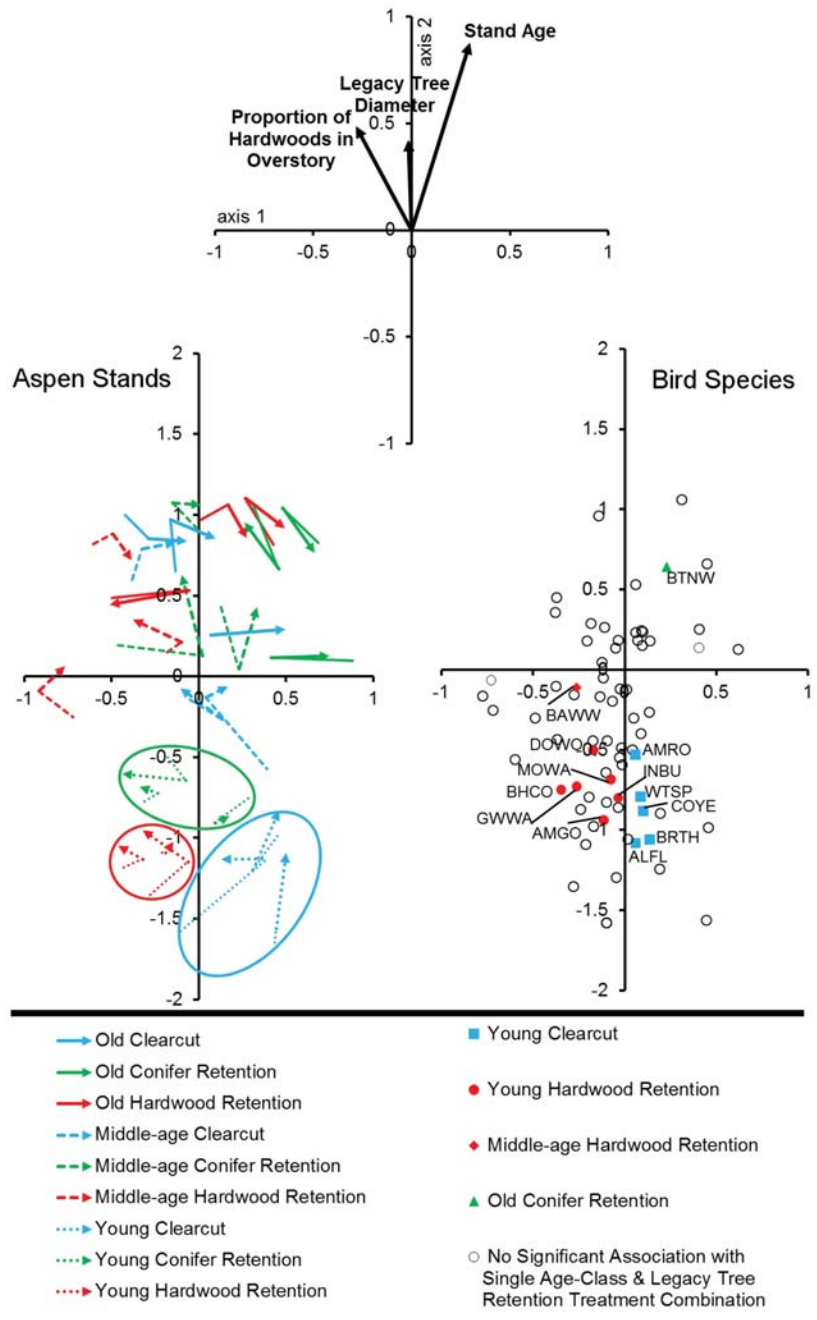 1
axis 2
Stand Age
Legacy Tree
Diameter
Proportion of
Hardwoods in
Overstory
0.5
axis 1
0
-1
-0.5
0
0.5
1
-0.5
-1
Aspen Stands
2
1.5
1
0.5
0
-1
-0.5
0
0.5
1
-0.5
-1
-1.5
-2
Bird Species
2
1.5
1
0.5
BTNW
0
-1
-0.5
0
0.5
1
BAWW
DOWO
-0.5
AMRO
MOWA
INBU
BHCO
WTSP
COYE
GWWA
AMGO
-1
BRTH
ALFL
-1.5
-2
Old Clearcut
Old Conifer Retention
Old Hardwood Retention
Middle-age Clearcut
Middle-age Conifer Retention
Middle-age Hardwood Retention
Young Clearcut
Young Conifer Retention
Young Hardwood Retention
Young Clearcut
Young Hardwood Retention
Middle-age Hardwood Retention
Old Conifer Retention
No Significant Association with
Single Age-Class & Legacy Tree
Retention Treatment Combination